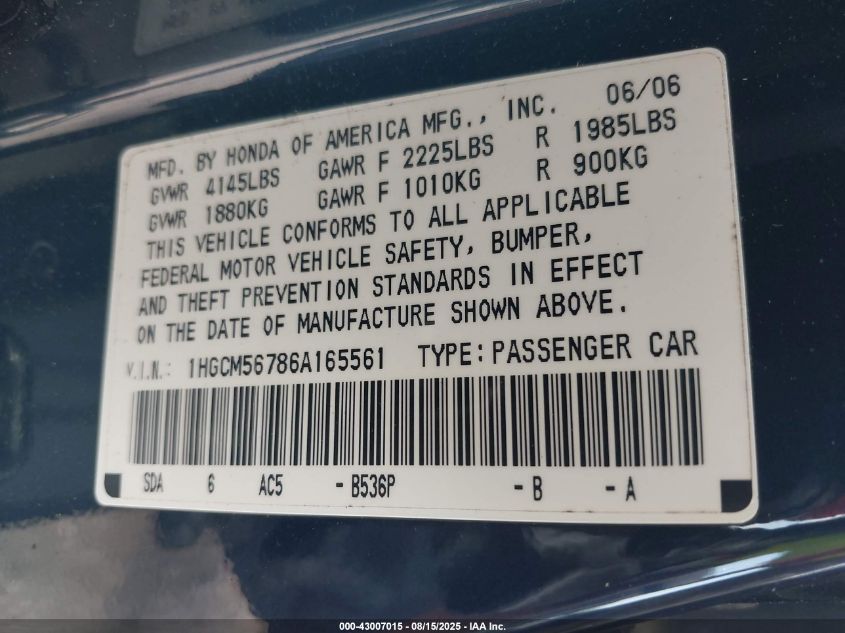 MFD. BY HONDA OF AMERICA MFG., INC. 06/06
GVWR 4145LBS GAWR F 2225LBS R 1985LBS
GVWR 1880KG GAWR F 1010KG R 900KG
THIS VEHICLE CONFORMS TO ALL APPLICABLE
FEDERAL MOTOR VEHICLE SAFETY, BUMPER,
AND THEFT PREVENTION STANDARDS IN EFFECT
ON THE DATE OF MANUFACTURE SHOWN ABOVE.
V.I.N.: 1HGCM56786A165561 TYPE:PASSENGER CAR
SDA 6 AC5 -B536P -B -A
000-43007015 - 08/15/2025 - IAA Inc.